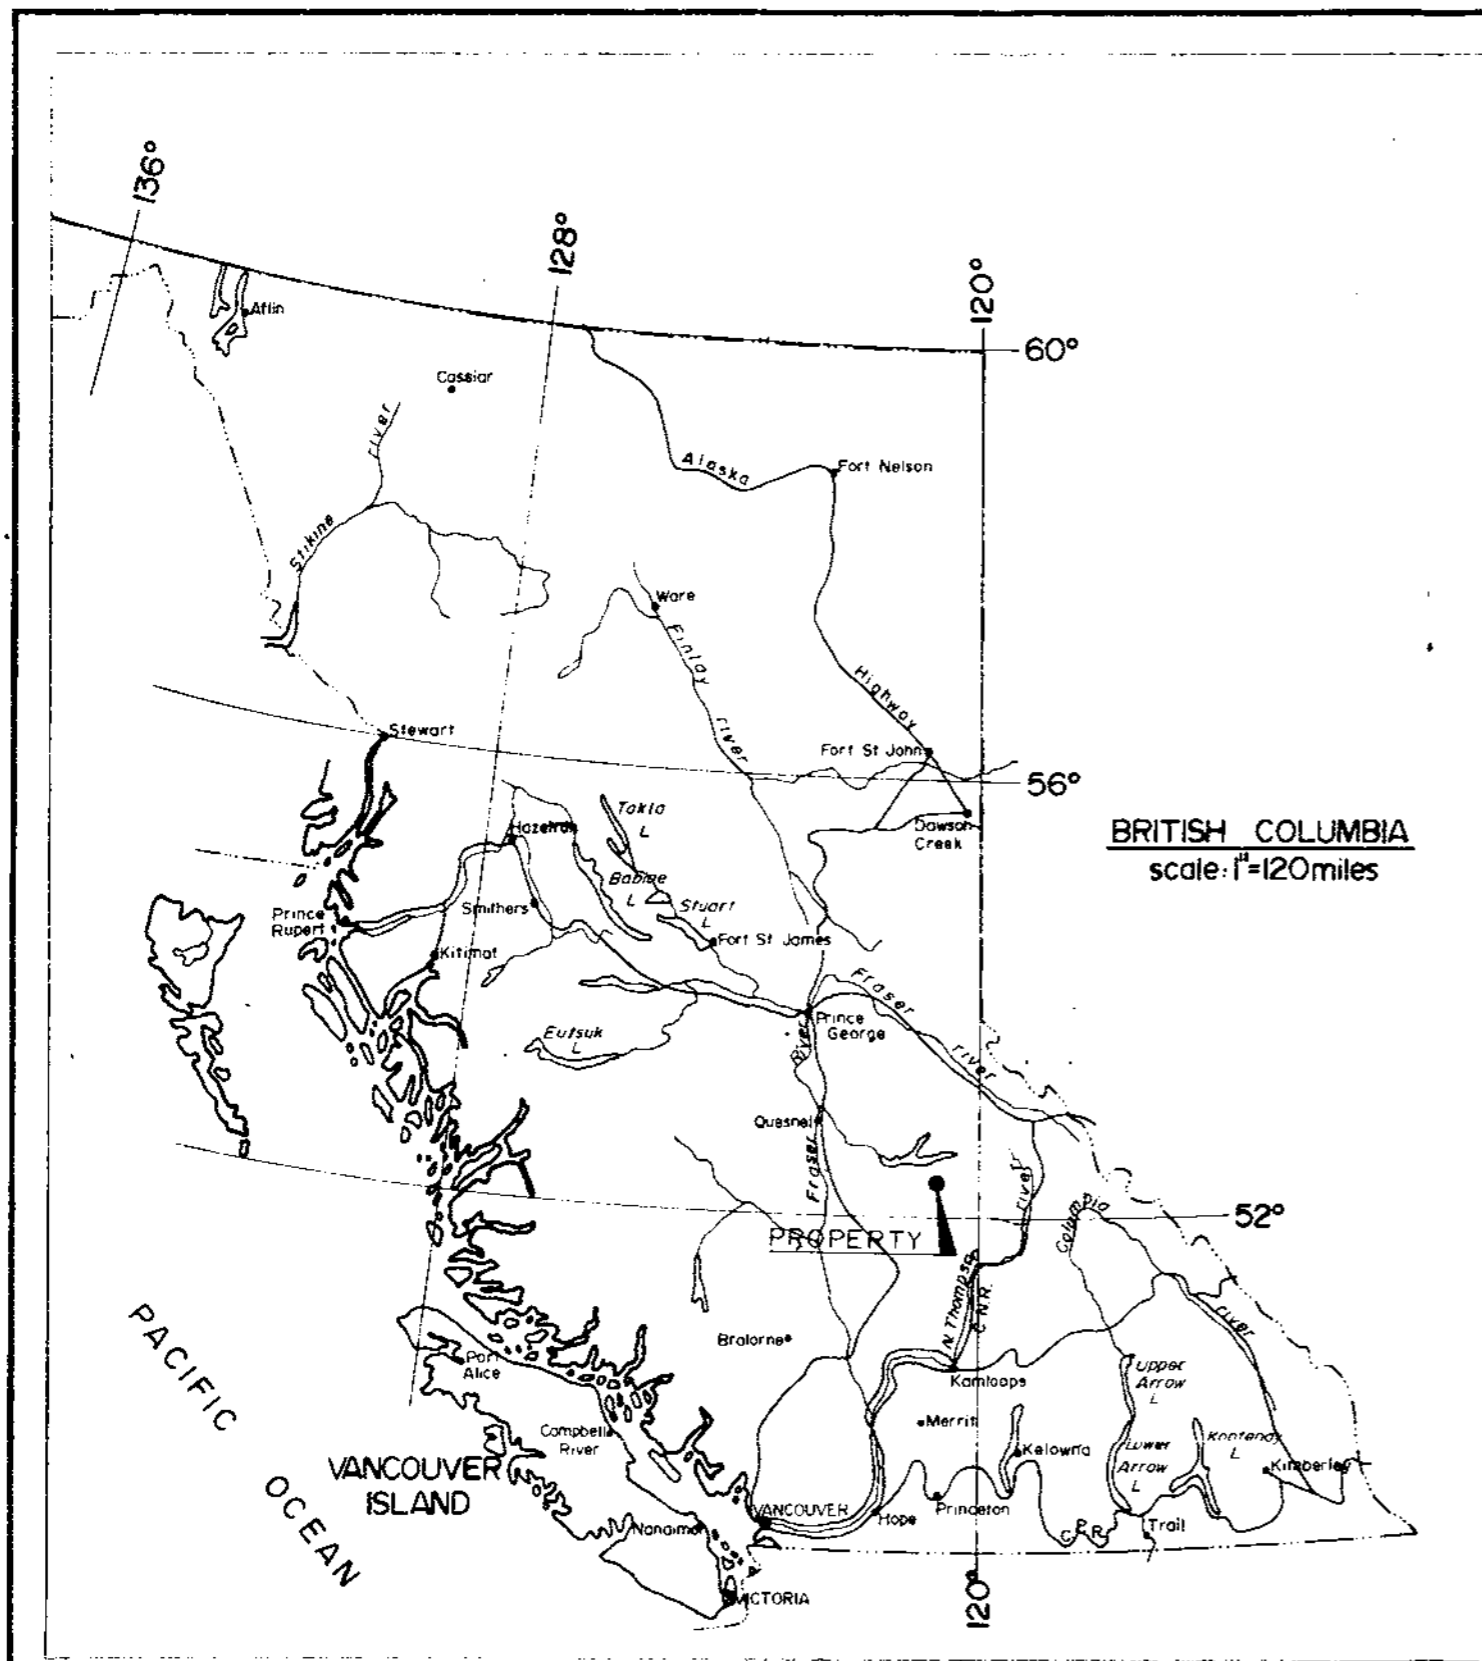 136°
128°
120°
60°
Atlin
Cassiar
Stikine river
Alaska
Fort Nelson
Ware
Finlay river
Highway
Stewart
Fort St John
56°
Dawson
Creek
BRITISH COLUMBIA
scale: 1"=120miles
Takla
L
Hazelton
Babine
L
Smithers
Stuart
L
Prince
Rupert
Fort St James
Kitimat
Fraser river
Prince
George
River
Eutsuk
L
Quesnel
Fraser
river
Columbia
52°
PROPERTY
N Thompson
C.N.R.
river
Bralorne
PACIFIC
OCEAN
Port
Alice
Kamloops
Upper
Arrow
L
Campbell
River
Merrit
Kelowna
Lower
Arrow
L
Kootenay
L
Kimberley
VANCOUVER
ISLAND
VANCOUVER
Hope
Princeton
Nanaimo
C.P.R.
Trail
VICTORIA
120°